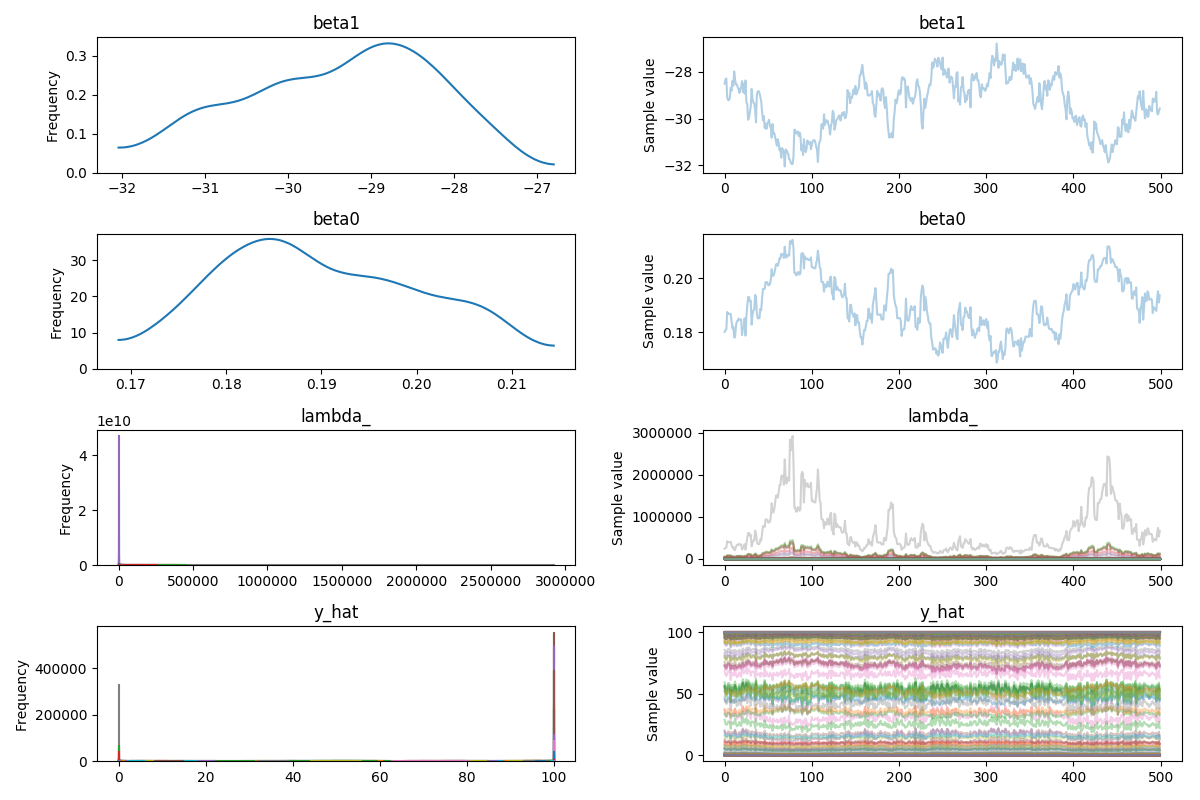 beta1
Frequency
0.3
0.2
0.1
0.0
−32 −31 −30 −29 −28 −27
beta1
Sample value
−28
−30
−32
0 100 200 300 400 500
beta0
Frequency
30
20
10
0
0.17 0.18 0.19 0.20 0.21
beta0
Sample value
0.20
0.18
0 100 200 300 400 500
lambda_
1e10
Frequency
4
2
0
0 500000 1000000 1500000 2000000 2500000 3000000
lambda_
Sample value
3000000
2000000
1000000
0
0 100 200 300 400 500
y_hat
Frequency
400000
200000
0
0 20 40 60 80 100
y_hat
Sample value
100
50
0
0 100 200 300 400 500